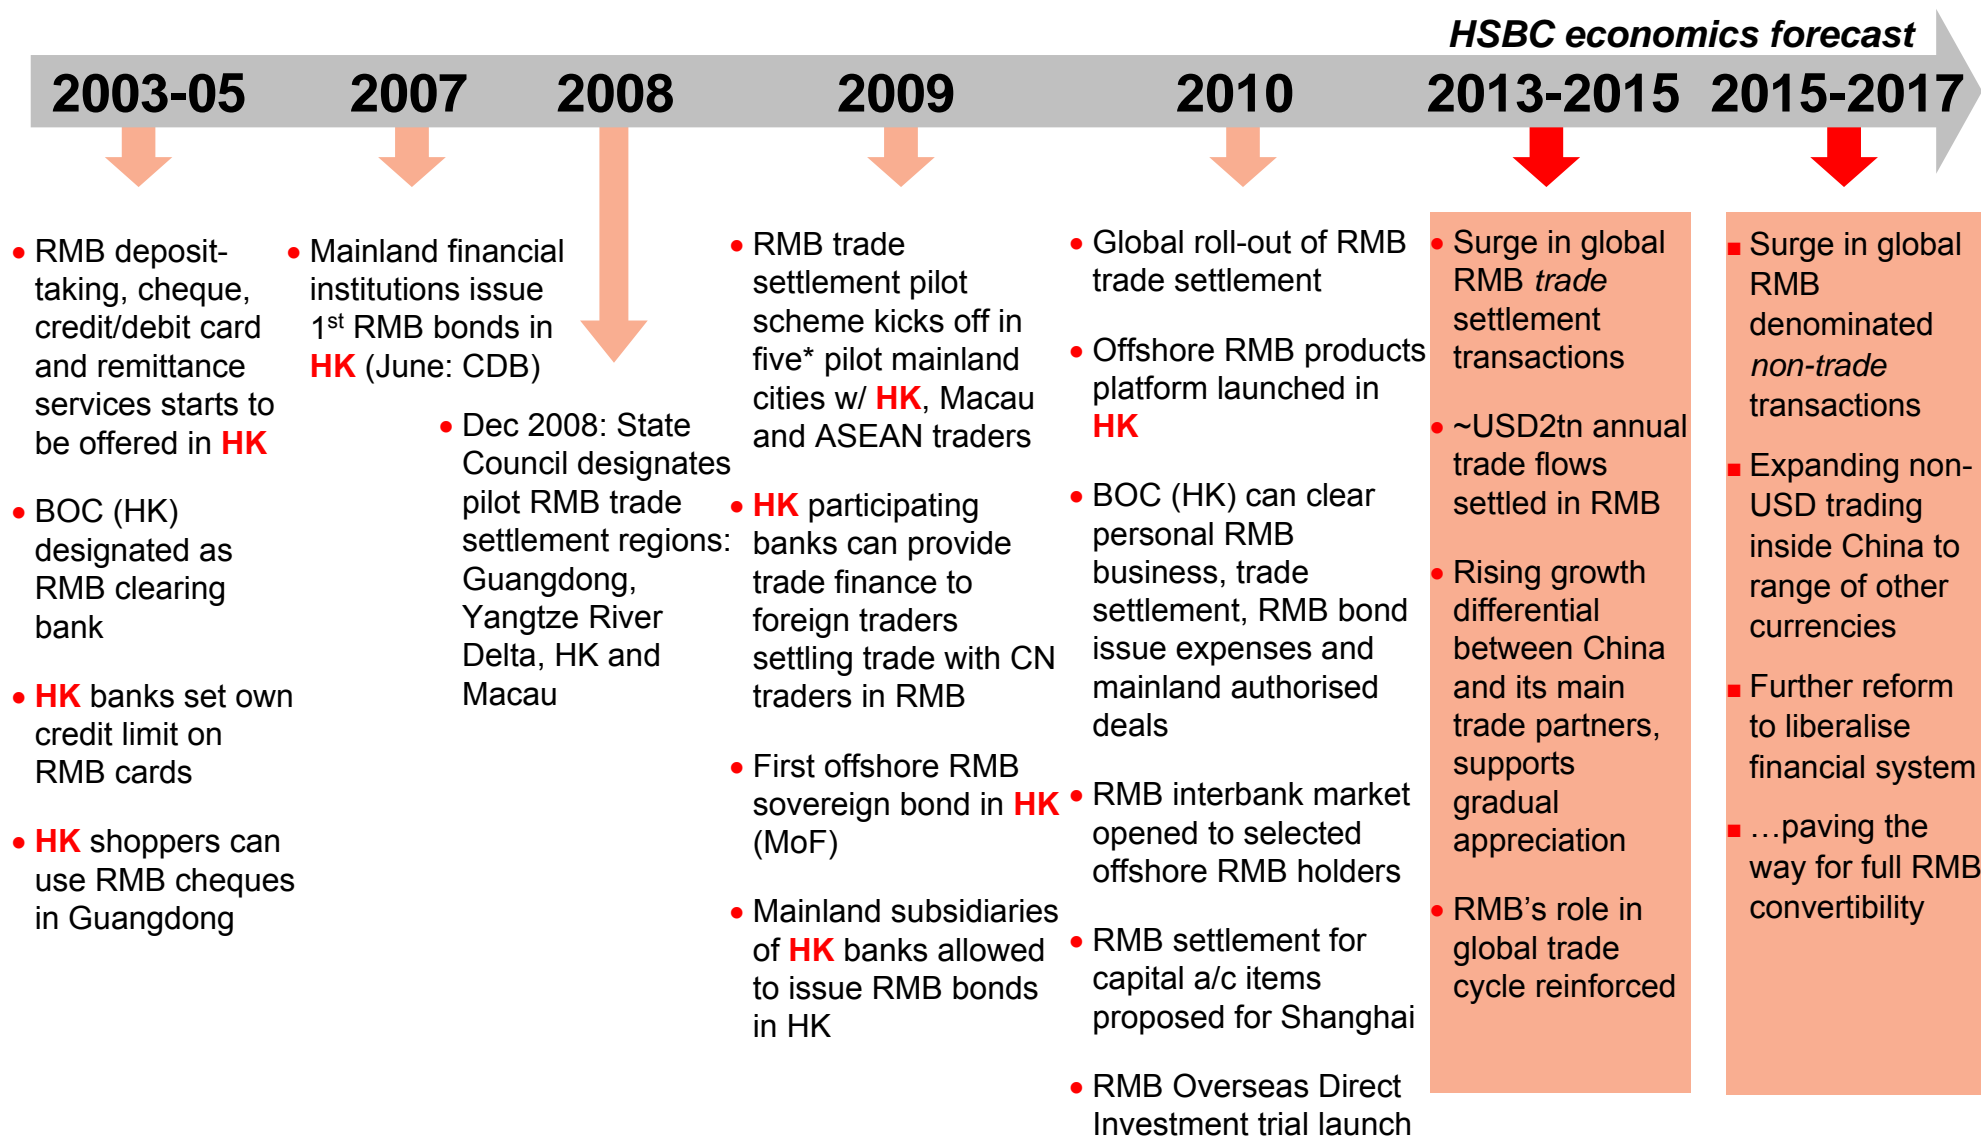 HSBC economics forecast
2003-05
2007
2008
2009
2010
2013-2015
2015-2017
• RMB deposit-
taking, cheque,
credit/debit card
and remittance
services starts to
be offered in HK
• BOC (HK)
designated as
RMB clearing
bank
• HK banks set own
credit limit on
RMB cards
• HK shoppers can
use RMB cheques
in Guangdong
• Mainland financial
institutions issue
1st RMB bonds in
HK (June: CDB)
• Dec 2008: State
Council designates
pilot RMB trade
settlement regions:
Guangdong,
Yangtze River
Delta, HK and
Macau
• RMB trade
settlement pilot
scheme kicks off in
five* pilot mainland
cities w/ HK, Macau
and ASEAN traders
• HK participating
banks can provide
trade finance to
foreign traders
settling trade with CN
traders in RMB
• First offshore RMB
sovereign bond in HK
(MoF)
• Mainland subsidiaries
of HK banks allowed
to issue RMB bonds
in HK
• Global roll-out of RMB
trade settlement
• Offshore RMB products
platform launched in
HK
• BOC (HK) can clear
personal RMB
business, trade
settlement, RMB bond
issue expenses and
mainland authorised
deals
• RMB interbank market
opened to selected
offshore RMB holders
• RMB settlement for
capital a/c items
proposed for Shanghai
• RMB Overseas Direct
Investment trial launch
• Surge in global
RMB trade
settlement
transactions
• ~USD2tn annual
trade flows
settled in RMB
• Rising growth
differential
between China
and its main
trade partners,
supports
gradual
appreciation
• RMB’s role in
global trade
cycle reinforced
■ Surge in global
RMB
denominated
non-trade
transactions
■ Expanding non-
USD trading
inside China to
range of other
currencies
■ Further reform
to liberalise
financial system
■ …paving the
way for full RMB
convertibility